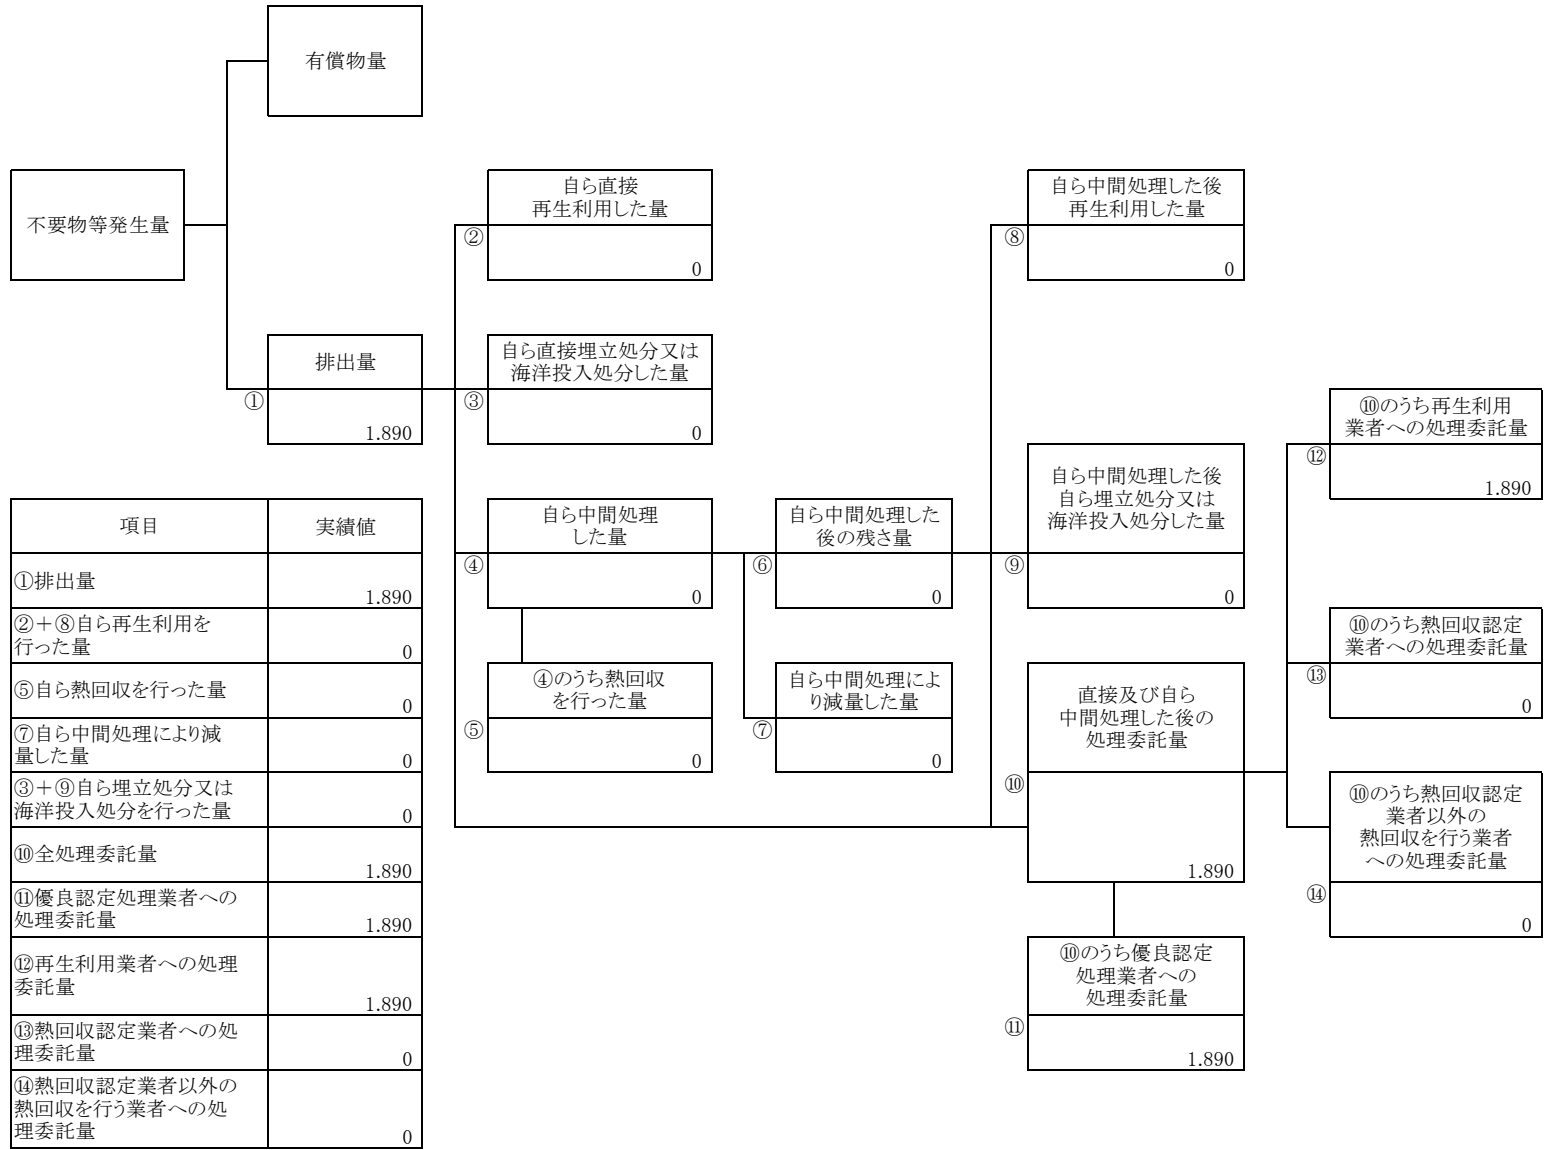 有償物量
不要物等発生量
自ら直接
再生利用した量
②
0
自ら中間処理した後
再生利用した量
⑧
0
排出量
①
1.890
自ら直接埋立処分又は
海洋投入処分した量
③
0
⑩のうち再生利用
業者への処理委託量
⑫
1.890
自ら中間処理
した量
④
0
自ら中間処理した
後の残さ量
⑥
0
自ら中間処理した後
自ら埋立処分又は
海洋投入処分した量
⑨
0
⑩のうち熱回収認定
業者への処理委託量
⑬
0
④のうち熱回収
を行った量
⑤
0
自ら中間処理によ
り減量した量
⑦
0
直接及び自ら
中間処理した後の
処理委託量
⑩
1.890
⑩のうち熱回収認定
業者以外の
熱回収を行う業者
への処理委託量
⑭
0
⑩のうち優良認定
処理業者への
処理委託量
⑪
1.890
項目 実績値
①排出量
1.890
②＋⑧自ら再生利用を
行った量
0
⑤自ら熱回収を行った量
0
⑦自ら中間処理により減
量した量
0
③＋⑨自ら埋立処分又は
海洋投入処分を行った量
0
⑩全処理委託量
1.890
⑪優良認定処理業者への
処理委託量
1.890
⑫再生利用業者への処理
委託量
1.890
⑬熱回収認定業者への処
理委託量
0
⑭熱回収認定業者以外の
熱回収を行う業者への処
理委託量
0